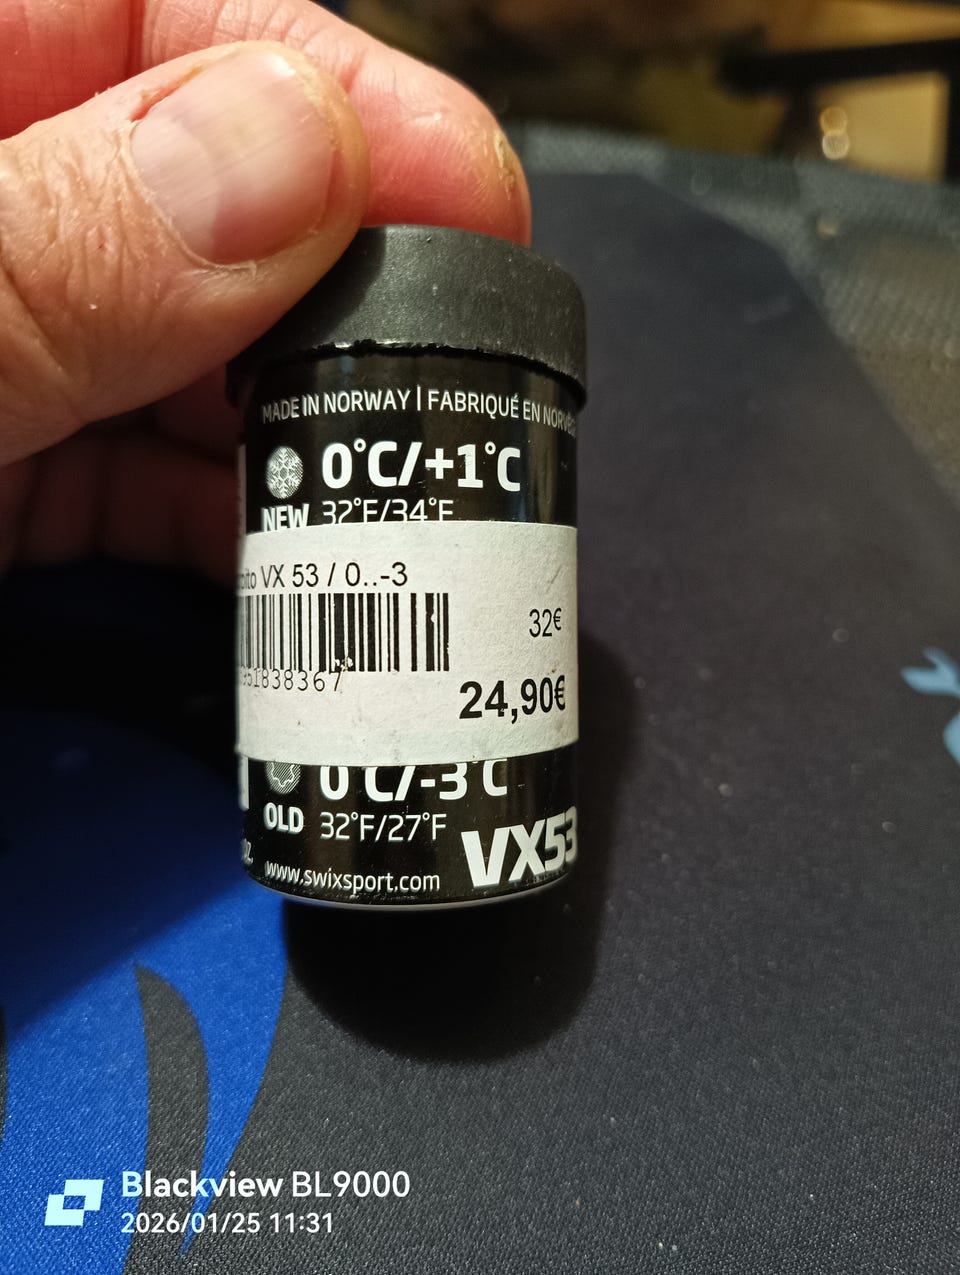 MADE IN NORWAY | FABRIQUÉ EN
0°C/+1°C
NEW 32°F/34°F
VX 53 / 0..-3
32€
24,90€
0°C/-3°C
OLD 32°F/27°F
VX53
www.swixsport.com
Blackview BL9000
2026/01/25 11:31